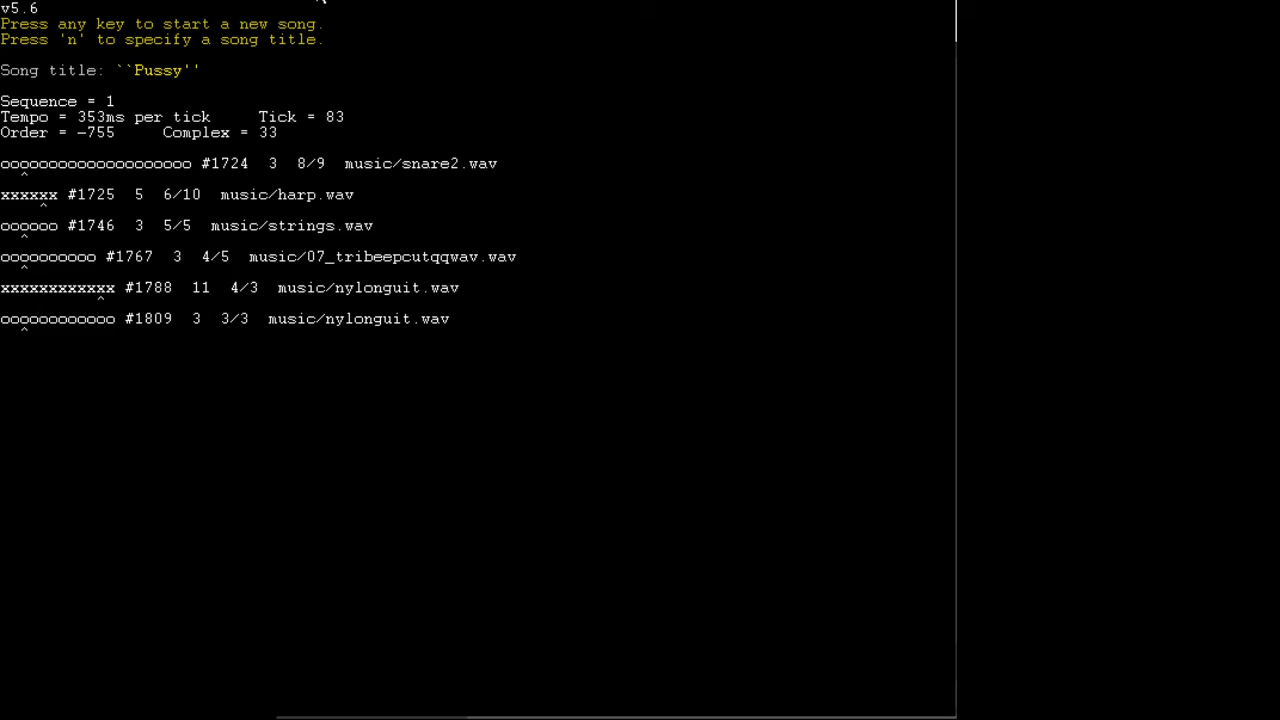 v5.6
Press any key to start a new song.
Press 'n' to specify a song title.
Song title: ``Pussy''
Sequence = 1
Tempo = 353ms per tick     Tick = 83
Order = -755     Complex = 33
oooooooooooooooooooo #1724  3  8/9  music/snare2.wav
^
xxxxxx #1725  5  6/10  music/harp.wav
^
oooooo #1746  3  5/5  music/strings.wav
^
oooooooooo #1767  3  4/5  music/07_tribeepcutqqwav.wav
^
xxxxxxxxxxxx #1788  11  4/3  music/nylonguit.wav
^
oooooooooooo #1809  3  3/3  music/nylonguit.wav
^